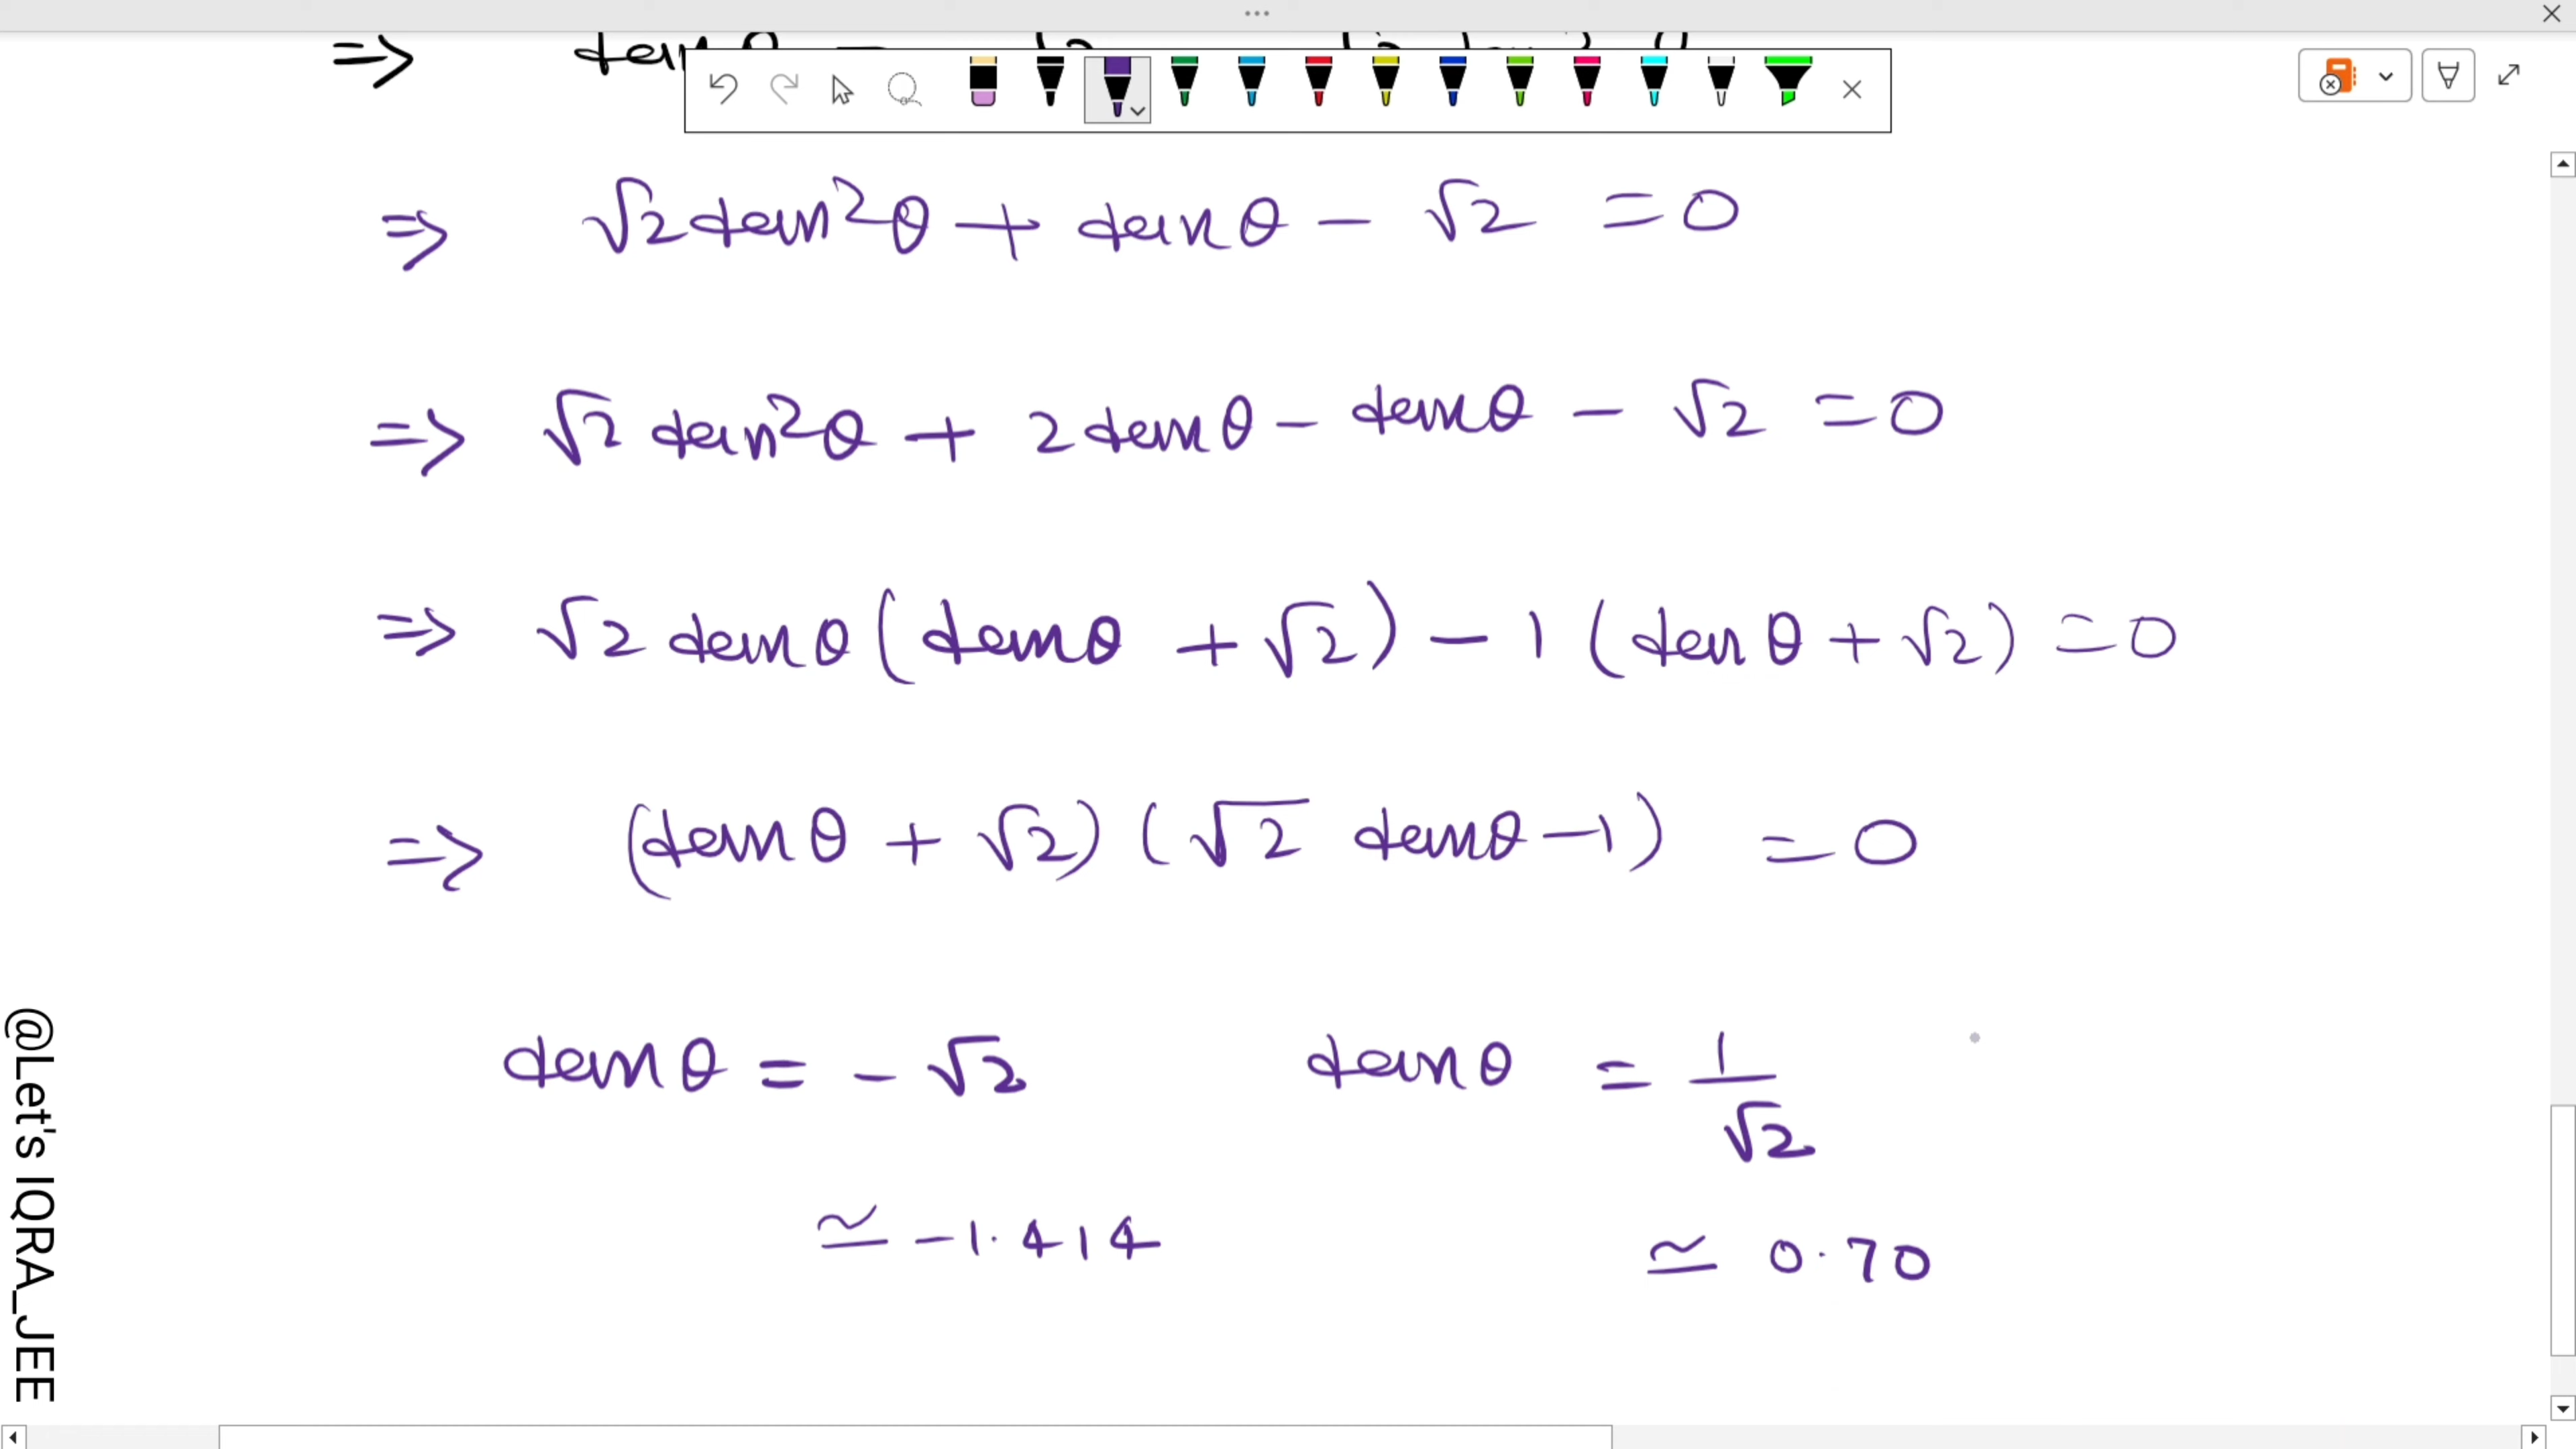 => √2 tan²θ + tanθ - √2 = 0
=> √2 tan²θ + 2tanθ - tanθ - √2 = 0
=> √2 tanθ(tanθ + √2) - 1(tanθ + √2) = 0
=> (tanθ + √2)(√2 tanθ - 1) = 0
tanθ = - √2 tanθ = 1/√2
≃ -1.414 ≃ 0.70
@Let's IQRA_JEE